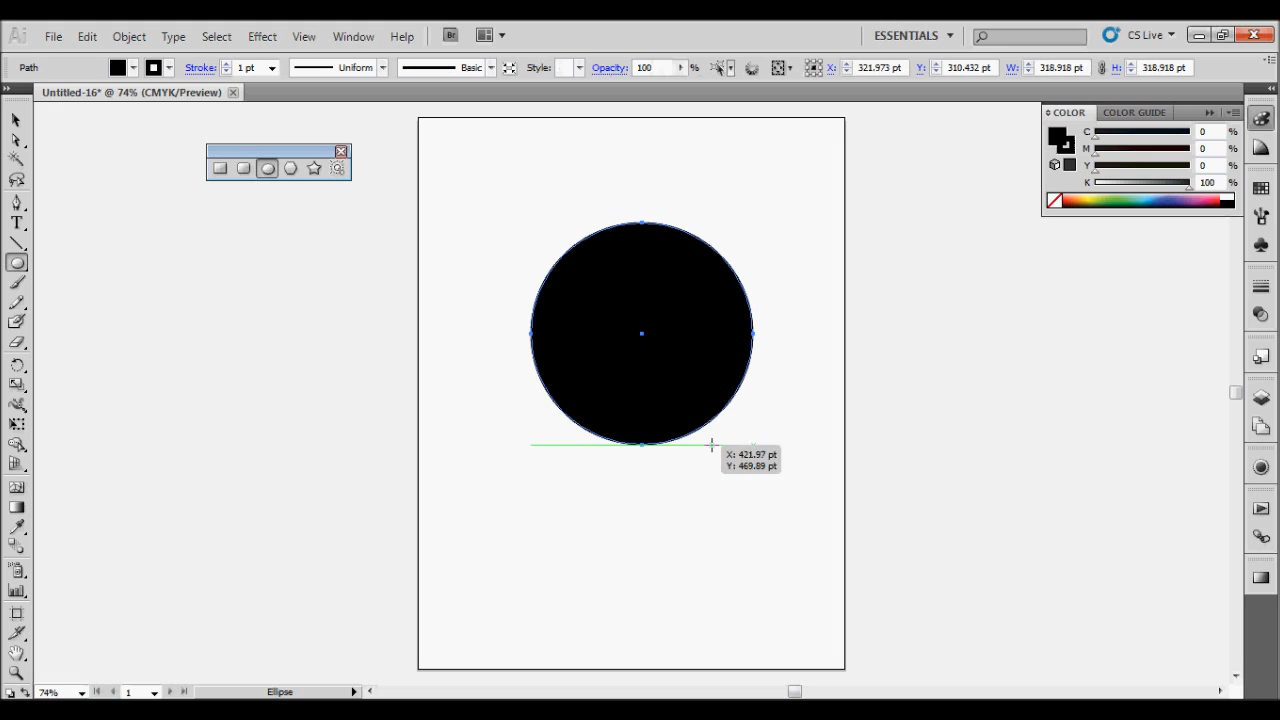 Ai File Edit Object Type Select Effect View Window Help Br ESSENTIALS CS Live
Path Stroke: 1 pt Uniform Basic Style: Opacity: 100 % X: 321.973 pt Y: 310.432 pt W: 318.918 pt H: 318.918 pt
Untitled-16* @ 74% (CMYK/Preview)
COLOR COLOR GUIDE
C 0 %
M 0 %
Y 0 %
K 100 %
T
X: 421.97 pt
Y: 469.89 pt
74% 1 Ellipse